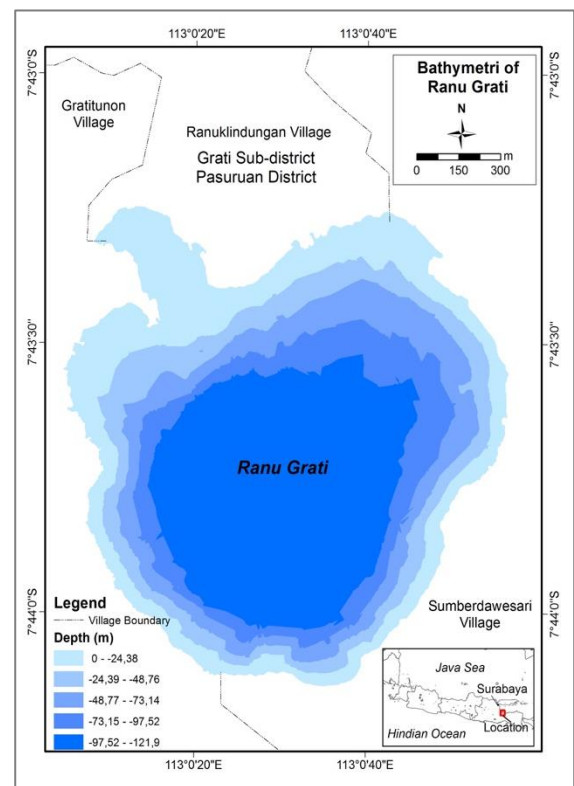 113°0'20"E
113°0'40"E
7°43'0"S
7°43'0"S
Bathymetri of
Ranu Grati
N
0 150 300 m
Gratitunon
Village
Ranuklindungan Village
Grati Sub-district
Pasuruan District
7°43'30"
7°43'30"
Ranu Grati
7°44'0"S
7°44'0"S
Sumberdawesari
Village
Legend
Village Boundary
Depth (m)
0 - -24,38
-24,39 - -48,76
-48,77 - -73,14
-73,15 - -97,52
-97,52 - -121,9
Java Sea
Surabaya
Location
Hindian Ocean
113°0'20"E
113°0'40"E